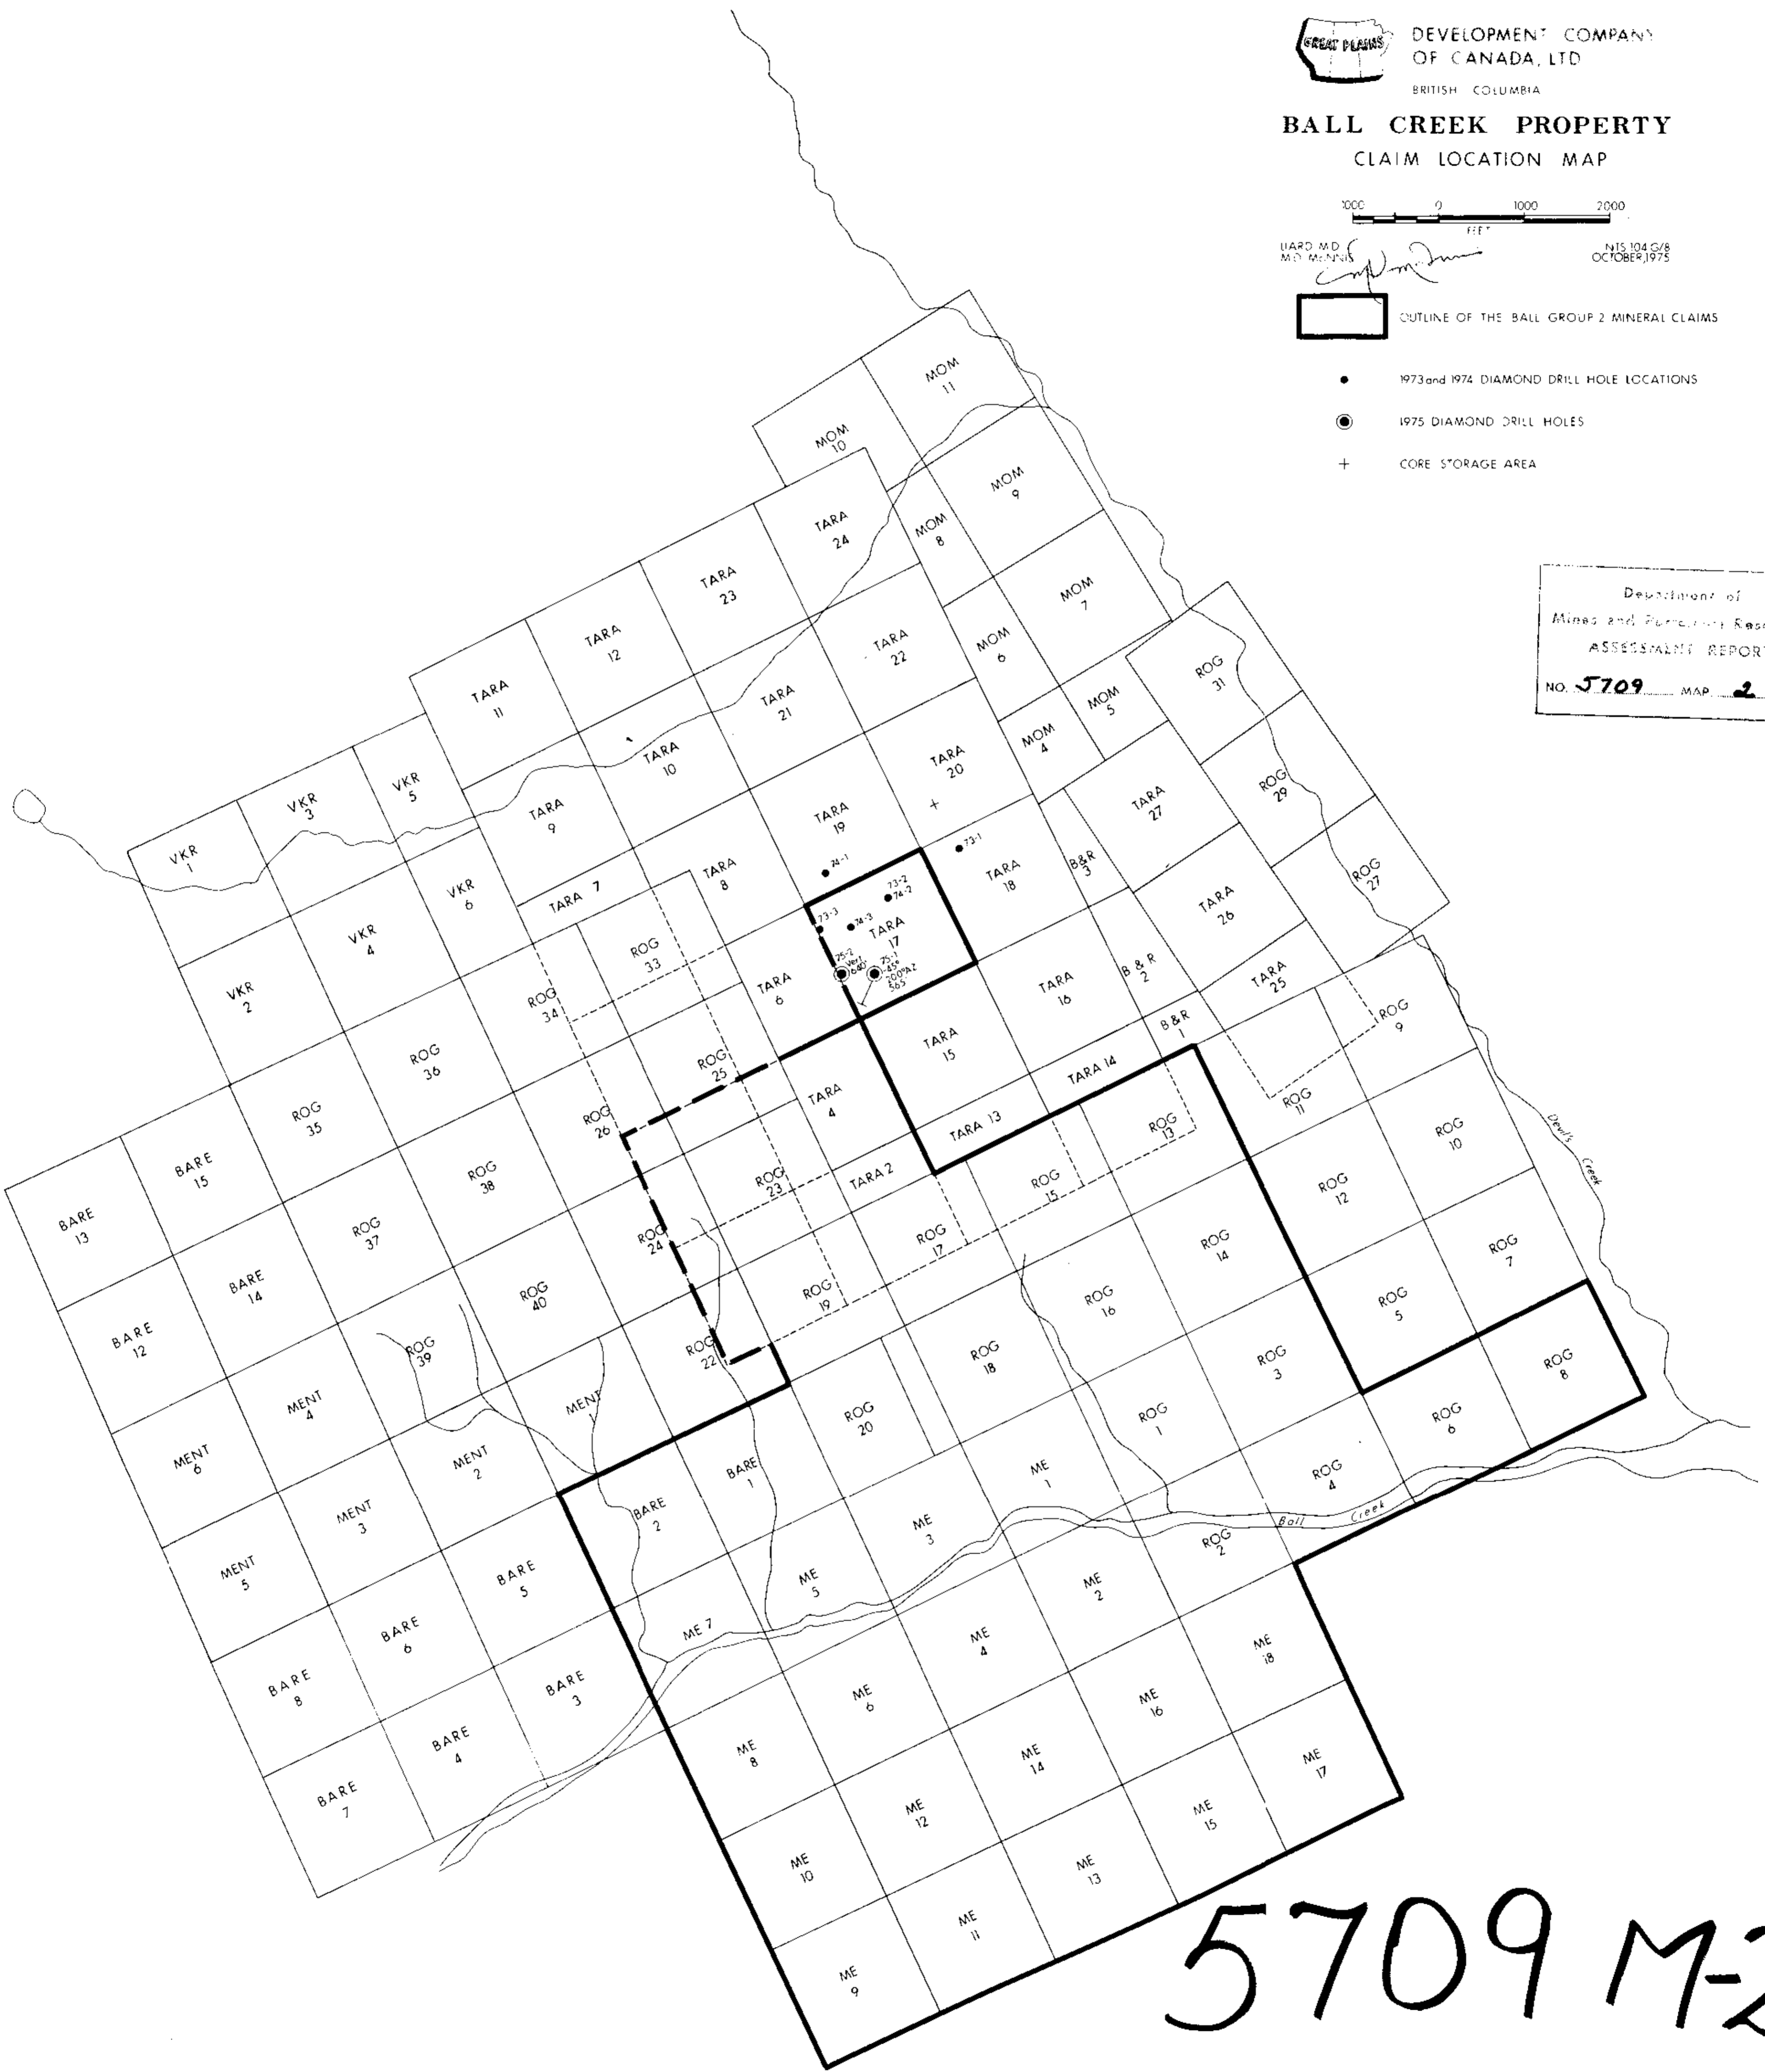 GREAT PLAINS
DEVELOPMENT COMPANY
OF CANADA, LTD
BRITISH COLUMBIA
BALL CREEK PROPERTY
CLAIM LOCATION MAP
1000 0 1000 2000
FEET
LIARD M D
M D McINNIS
NTS 104 G/8
OCTOBER, 1975
OUTLINE OF THE BALL GROUP 2 MINERAL CLAIMS
1973 and 1974 DIAMOND DRILL HOLE LOCATIONS
1975 DIAMOND DRILL HOLES
CORE STORAGE AREA
Department of
Mines and
ASSESSMENT REPORT
NO. 5709 MAP 2
MOM
11
MOM
10
MOM
9
MOM
8
MOM
7
MOM
6
MOM
5
MOM
4
TARA
24
TARA
23
TARA
12
TARA
11
TARA
22
TARA
21
TARA
10
TARA
9
TARA
20
TARA
19
TARA
8
TARA 7
VKR
5
VKR
3
VKR
1
VKR
6
VKR
4
VKR
2
ROG
31
ROG
29
ROG
27
TARA
27
TARA
26
TARA
25
B&R
3
B & R
2
B & R
1
TARA
18
TARA
17
TARA
16
TARA
15
TARA 14
TARA 13
TARA
6
TARA
4
TARA 2
73-1
74-1
73-2
74-2
73-3
74-3
75-2
Vert
640'
75-1
-45°
200°AZ
565'
ROG
33
ROG
34
ROG
36
ROG
35
ROG
25
ROG
26
ROG
38
ROG
37
ROG
23
ROG
24
ROG
40
ROG
39
ROG
22
ROG
19
ROG
17
ROG
15
ROG
13
ROG
11
ROG
9
ROG
10
ROG
12
ROG
14
ROG
16
ROG
18
ROG
20
ROG
7
ROG
5
ROG
3
ROG
1
ROG
8
ROG
6
ROG
4
ROG
2
Devil's
Creek
Ball
Creek
BARE
15
BARE
13
BARE
14
BARE
12
MENT
1
MENT
4
MENT
6
MENT
2
MENT
3
MENT
5
BARE
1
BARE
2
BARE
5
BARE
6
BARE
8
BARE
3
BARE
4
BARE
7
ME
1
ME
3
ME
5
ME 7
ME
2
ME
4
ME
6
ME
8
ME
18
ME
16
ME
14
ME
12
ME
10
ME
17
ME
15
ME
13
ME
11
ME
9
5709 M-2